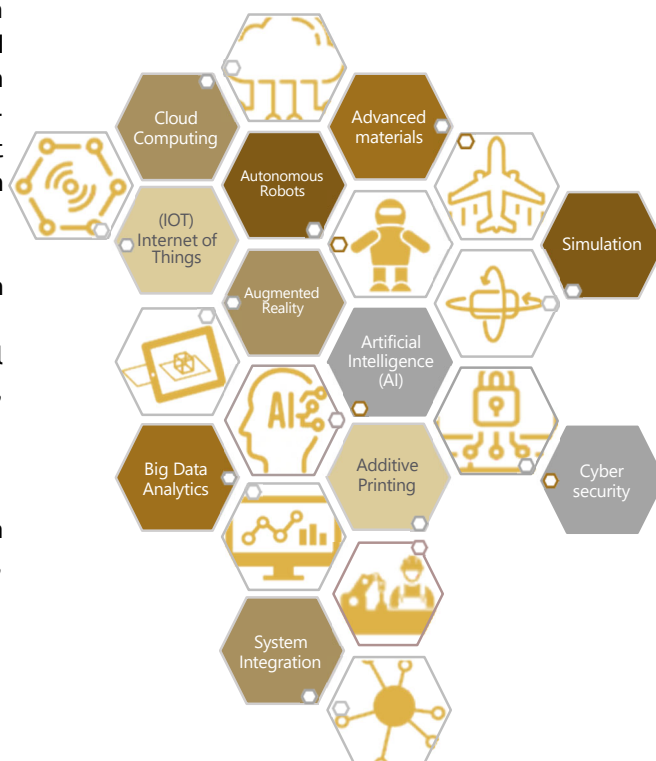 Cloud
Computing
Advanced
materials
Autonomous
Robots
(IOT)
Internet of
Things
Simulation
Augmented
Reality
Artificial
Intelligence
(AI)
AI
Big Data
Analytics
Additive
Printing
Cyber
security
System
Integration